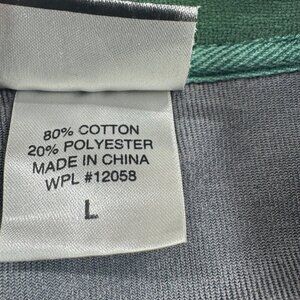 80% COTTON
20% POLYESTER
MADE IN CHINA
WPL #12058
L